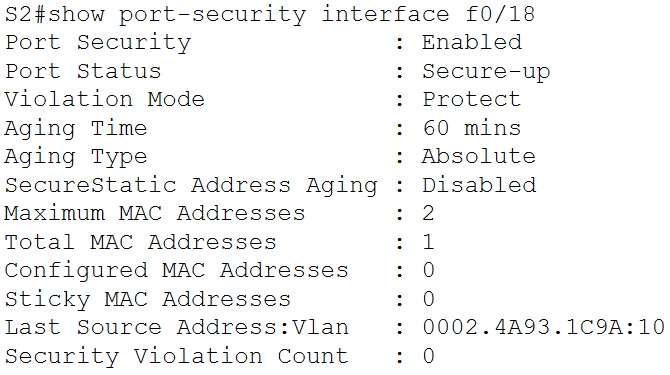 S2#show port-security interface f0/18
Port Security              : Enabled
Port Status                : Secure-up
Violation Mode             : Protect
Aging Time                 : 60 mins
Aging Type                 : Absolute
SecureStatic Address Aging : Disabled
Maximum MAC Addresses      : 2
Total MAC Addresses        : 1
Configured MAC Addresses   : 0
Sticky MAC Addresses       : 0
Last Source Address:Vlan   : 0002.4A93.1C9A:10
Security Violation Count   : 0